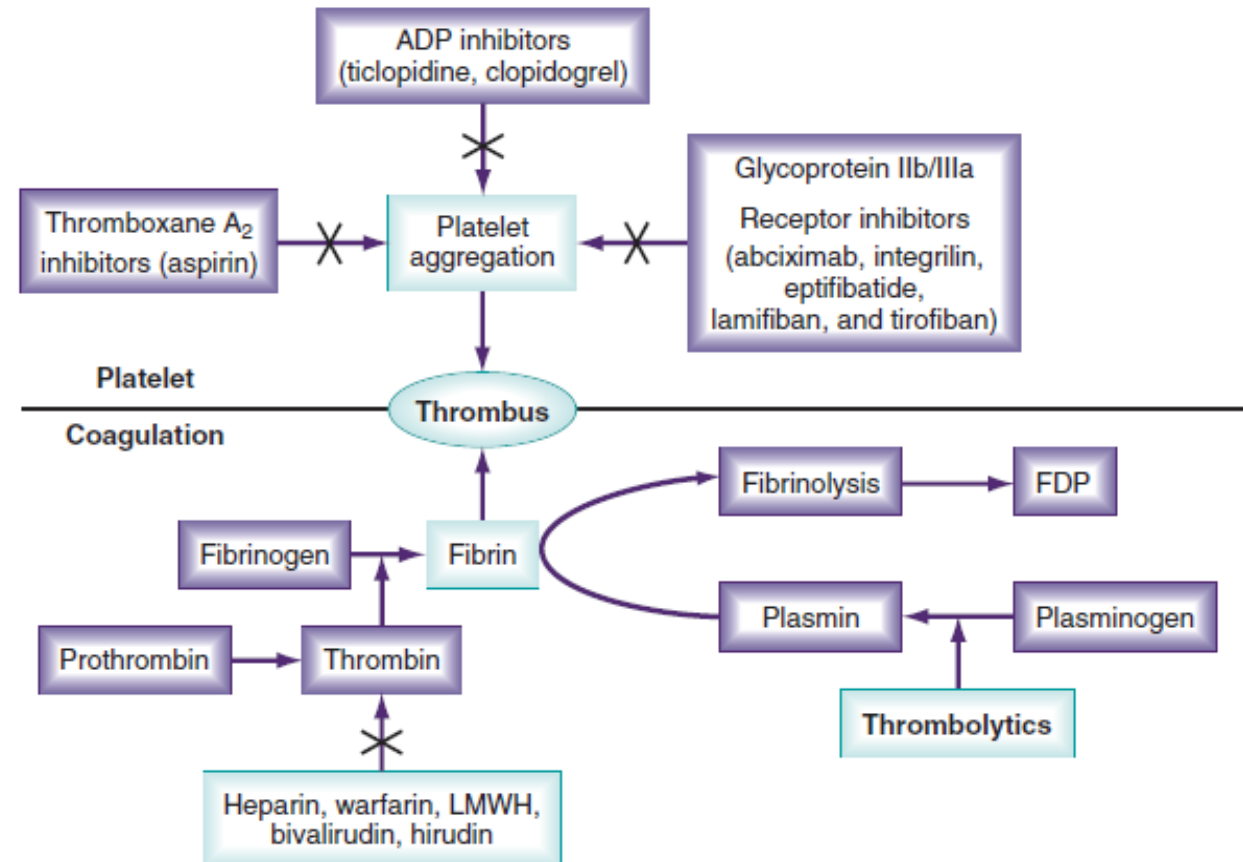 ADP inhibitors
(ticlopidine, clopidogrel)
Glycoprotein IIb/IIIa
Receptor inhibitors
(abciximab, integrilin,
eptifibatide,
lamifiban, and tirofiban)
Thromboxane A₂
inhibitors (aspirin)
Platelet
aggregation
Platelet
Thrombus
Coagulation
Fibrinolysis
FDP
Fibrinogen
Fibrin
Plasmin
Plasminogen
Prothrombin
Thrombin
Thrombolytics
Heparin, warfarin, LMWH,
bivalirudin, hirudin